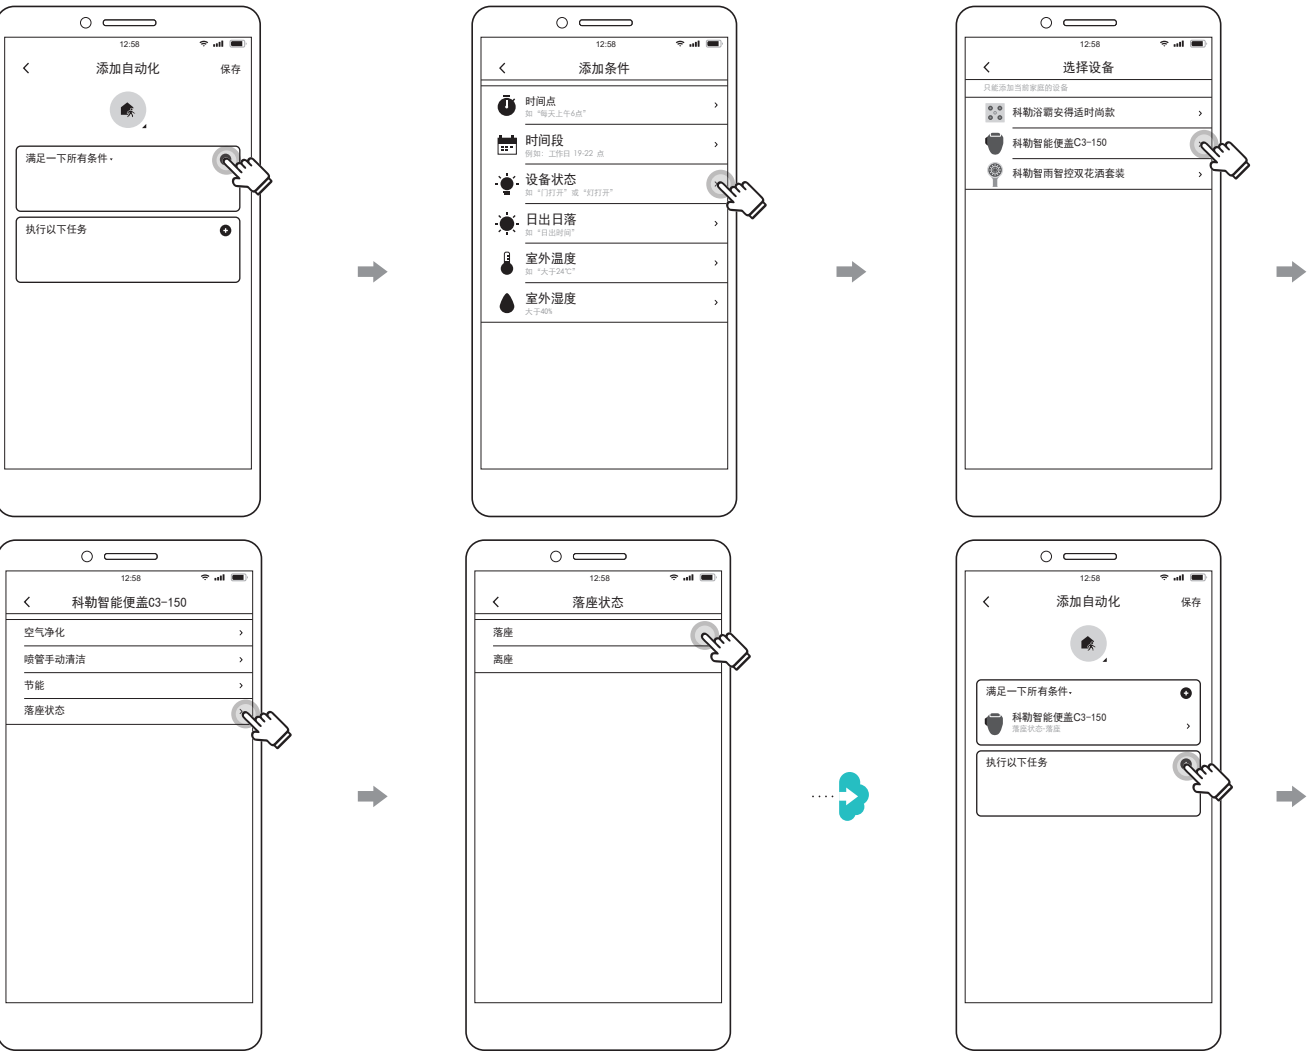 12:58
添加自动化
保存
满足一下所有条件
执行以下任务
12:58
添加条件
时间点
如“每天上午6点”
时间段
例如：工作日 19-22 点
设备状态
如“门打开”或“灯打开”
日出日落
如“日出时间”
室外温度
如“大于24℃”
室外湿度
大于40%
12:58
选择设备
只能添加当前家庭的设备
科勒浴霸安得适时尚款
科勒智能便盖C3-150
科勒智雨智控双花洒套装
12:58
科勒智能便盖C3-150
空气净化
喷管手动清洁
节能
落座状态
12:58
落座状态
落座
离座
12:58
添加自动化
保存
满足一下所有条件
科勒智能便盖C3-150
落座状态-落座
执行以下任务